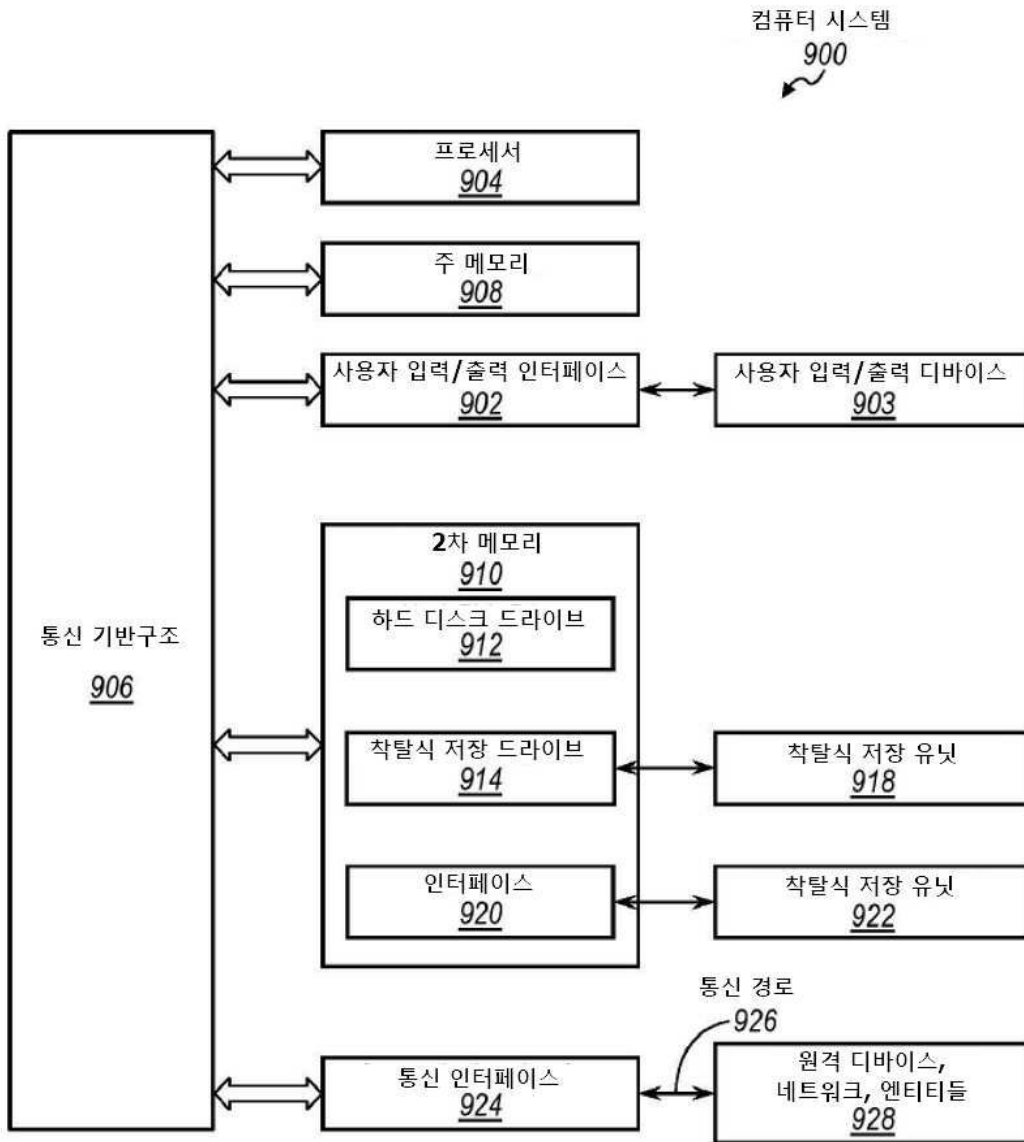 컴퓨터 시스템
900
프로세서
904
주 메모리
908
사용자 입력/출력 인터페이스
902
사용자 입력/출력 디바이스
903
2차 메모리
910
하드 디스크 드라이브
912
통신 기반구조
906
착탈식 저장 드라이브
914
착탈식 저장 유닛
918
인터페이스
920
착탈식 저장 유닛
922
통신 경로
926
통신 인터페이스
924
원격 디바이스,
네트워크, 엔티티들
928